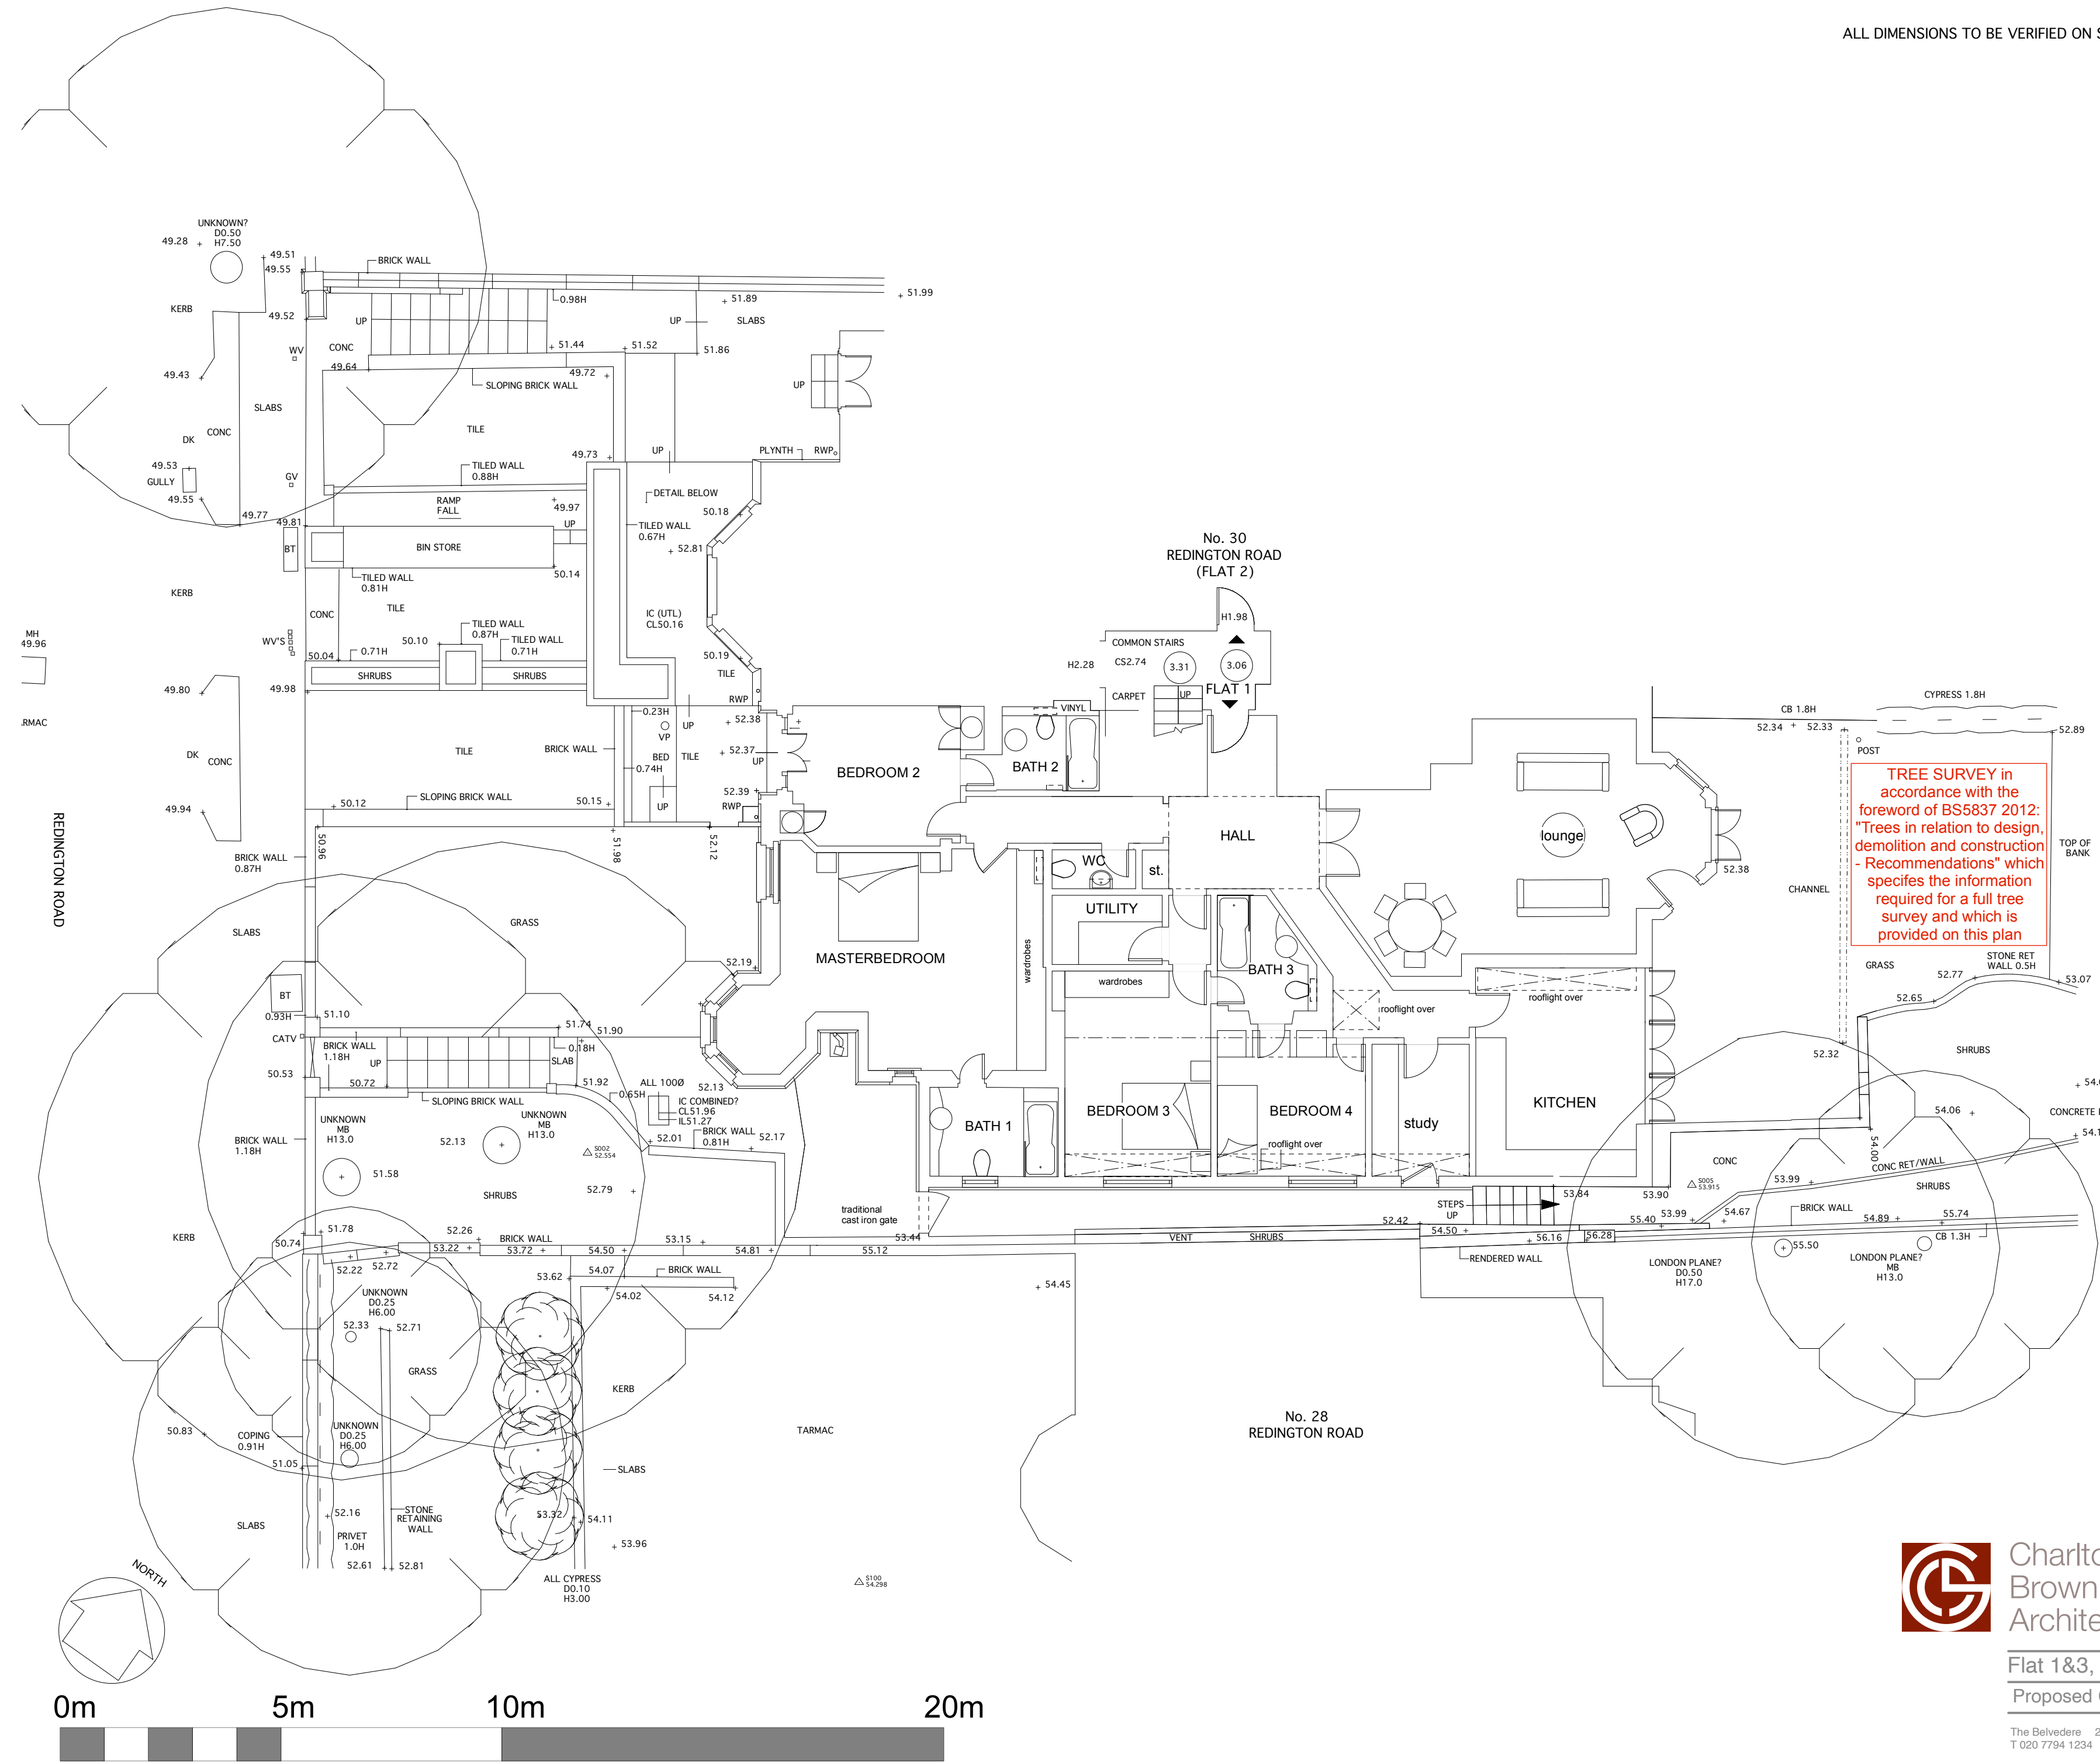 ALL DIMENSIONS TO BE VERIFIED ON
UNKNOWN?
D0.50
H7.50
49.28
49.51
49.55
BRICK WALL
KERB
49.52
UP
0.98H
UP
51.89
SLABS
51.99
WV
CONC
49.64
51.44
51.52
51.86
49.43
49.72
SLOPING BRICK WALL
UP
SLABS
CONC
DK
TILE
49.53
GULLY
49.55
GV
49.73
UP
PLYNTH
RWP
TILED WALL
0.88H
RAMP
FALL
49.97
DETAIL BELOW
50.18
49.77
49.81
UP
TILED WALL
0.67H
52.81
BT
BIN STORE
50.14
TILED WALL
0.81H
KERB
CONC
TILE
IC (UTL)
CL50.16
MH
49.96
WV'S
50.04
0.71H
50.10
TILED WALL
0.87H
TILED WALL
0.71H
50.19
TILE
SHRUBS
SHRUBS
49.80
49.98
RWP
No. 30
REDINGTON ROAD
(FLAT 2)
H1.98
COMMON STAIRS
H2.28
CS2.74
3.31
3.06
CARPET
UP
FLAT 1
VINYL
.RMAC
0.23H
VP
UP
52.38
DK
CONC
TILE
BRICK WALL
BED
TILE
52.37
UP
0.74H
BEDROOM 2
BATH 2
49.94
50.12
SLOPING BRICK WALL
50.15
UP
52.39
RWP
REDINGTON ROAD
50.96
51.98
52.12
HALL
lounge
CYPRESS 1.8H
CB 1.8H
52.34
52.33
52.89
POST
TREE SURVEY in
accordance with the
foreword of BS5837 2012:
"Trees in relation to design,
demolition and construction
- Recommendations" which
specifes the information
required for a full tree
survey and which is
provided on this plan
TOP OF
BANK
52.38
CHANNEL
BRICK WALL
0.87H
WC
st.
UTILITY
SLABS
GRASS
MASTERBEDROOM
wardrobes
52.19
BATH 3
wardrobes
rooflight over
rooflight over
GRASS
STONE RET
WALL 0.5H
52.77
53.07
52.65
BT
0.93H
51.10
CATV
51.74
51.90
BRICK WALL
1.18H
UP
0.18H
SLAB
50.53
50.72
51.92
52.13
52.32
SHRUBS
SLOPING BRICK WALL
0.65H
ALL 100Ø
IC COMBINED?
CL51.96
IL51.27
BRICK WALL
0.81H
UNKNOWN
MB
H13.0
UNKNOWN
MB
H13.0
52.13
52.01
52.17
S002
52.554
BRICK WALL
1.18H
51.58
BATH 1
BEDROOM 3
BEDROOM 4
rooflight over
study
KITCHEN
54.06
54.00
CONC
CONC RET/WALL
SHRUBS
SHRUBS
52.79
traditional
cast iron gate
STEPS
UP
53.84
53.90
S005
53.915
53.99
51.78
50.74
52.26
BRICK WALL
53.15
53.44
VENT
SHRUBS
52.42
54.50
55.40
53.99
54.67
BRICK WALL
54.89
55.74
53.22
53.72
54.50
54.81
55.12
56.16
56.28
55.50
CB 1.3H
KERB
52.22
52.72
53.62
54.07
BRICK WALL
54.02
54.12
54.45
RENDERED WALL
LONDON PLANE?
D0.50
H17.0
LONDON PLANE?
MB
H13.0
UNKNOWN
D0.25
H6.00
52.33
52.71
GRASS
KERB
50.83
COPING
0.91H
UNKNOWN
D0.25
H6.00
51.05
SLABS
TARMAC
No. 28
REDINGTON ROAD
52.16
STONE
RETAINING
WALL
53.32
54.11
53.96
SLABS
PRIVET
1.0H
52.61
52.81
ALL CYPRESS
D0.10
H3.00
S100
54.298
NORTH
0m 5m 10m 20m
Brown
Flat 1&3,
Proposed
The Belvedere
T 020 7794 1234